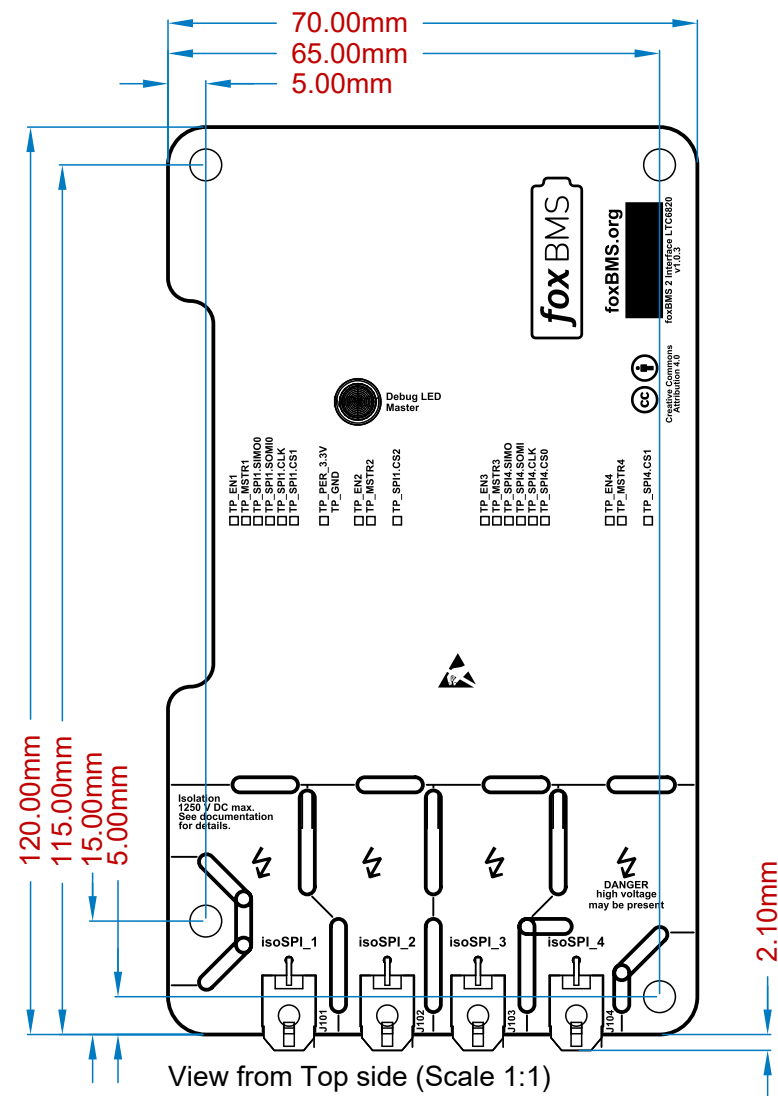 70.00mm
65.00mm
5.00mm
fox BMS
foxBMS.org
foxBMS 2 Interface LTC6820
v1.0.3
cc
Creative Commons
Attribution 4.0
Debug LED
Master
TP_EN1
TP_MSTR1
TP_SPI1.SIMO0
TP_SPI1.SOMI0
TP_SPI1.CLK
TP_SPI1.CS1
TP_PER_3.3V
TP_GND
TP_EN2
TP_MSTR2
TP_SPI1.CS2
TP_EN3
TP_MSTR3
TP_SPI4.SIMO
TP_SPI4.SOMI
TP_SPI4.CLK
TP_SPI4.CS0
TP_EN4
TP_MSTR4
TP_SPI4.CS1
120.00mm
115.00mm
15.00mm
5.00mm
Isolation
1250 V DC max.
See documentation
for details.
DANGER
high voltage
may be present
2.10mm
isoSPI_1
isoSPI_2
isoSPI_3
isoSPI_4
J101
J102
J103
J104
View from Top side (Scale 1:1)